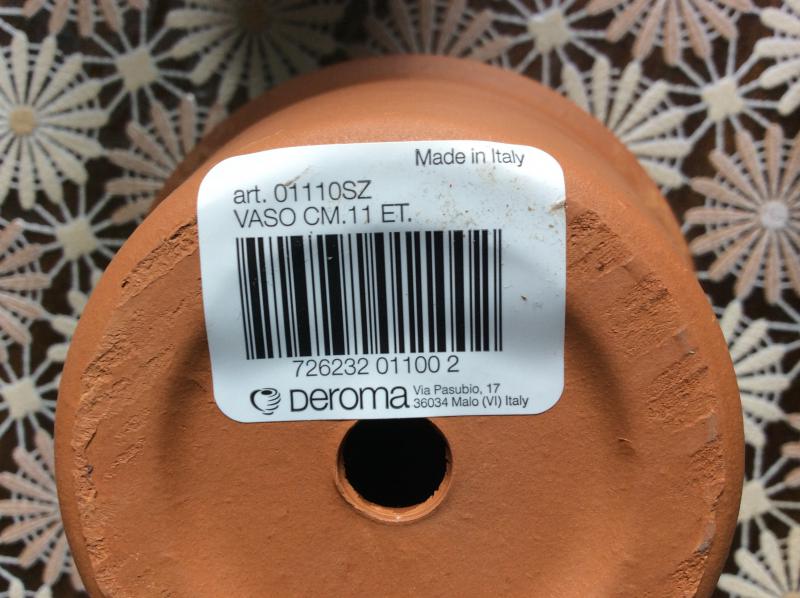 Made in Italy
art. 01110SZ
VASO CM.11 ET.
726232 01100 2
DEROMA
Via Pasubio, 17
36034 Malo (VI) Italy